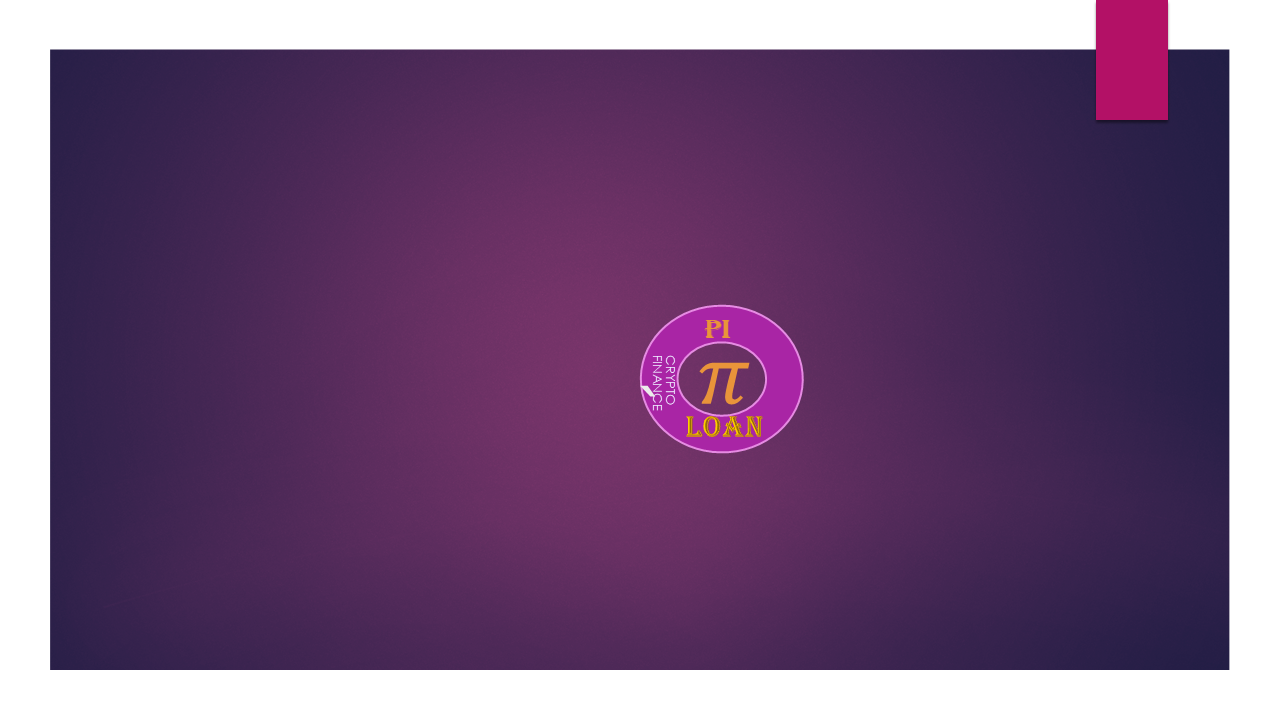 PI
CRYPTO
FINANCE
π
LOAN